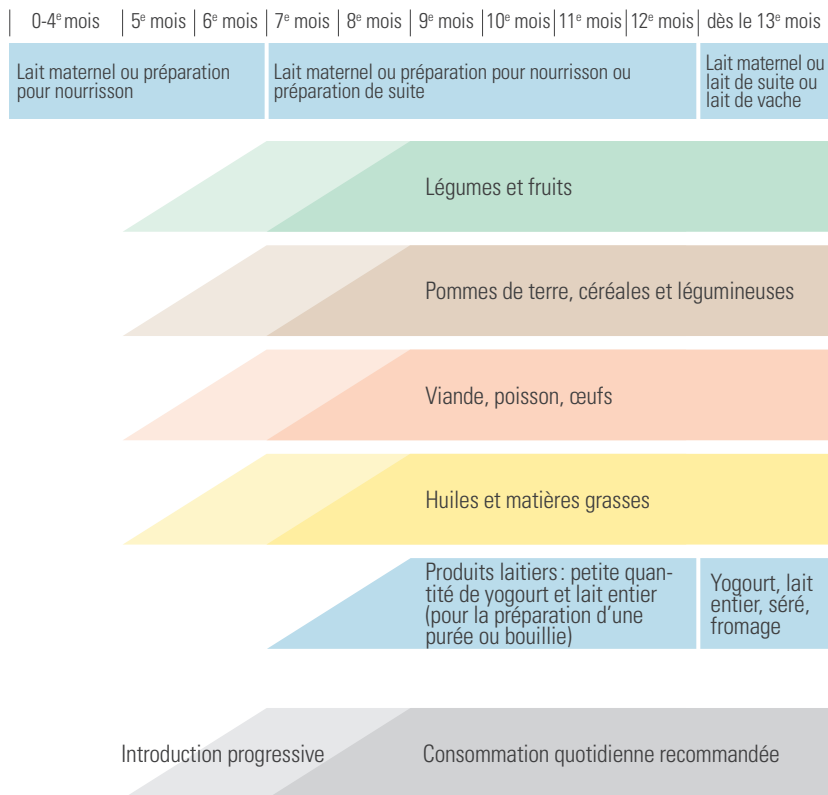 0-4e mois | 5e mois | 6e mois | 7e mois | 8e mois | 9e mois | 10e mois | 11e mois | 12e mois | dès le 13e mois
Lait maternel ou préparation
pour nourrisson
Lait maternel ou préparation pour nourrisson ou
préparation de suite
Lait maternel ou
lait de suite ou
lait de vache
Légumes et fruits
Pommes de terre, céréales et légumineuses
Viande, poisson, œufs
Huiles et matières grasses
Produits laitiers : petite quan-
tité de yogourt et lait entier
(pour la préparation d’une
purée ou bouillie)
Yogourt, lait
entier, séré,
fromage
Introduction progressive
Consommation quotidienne recommandée